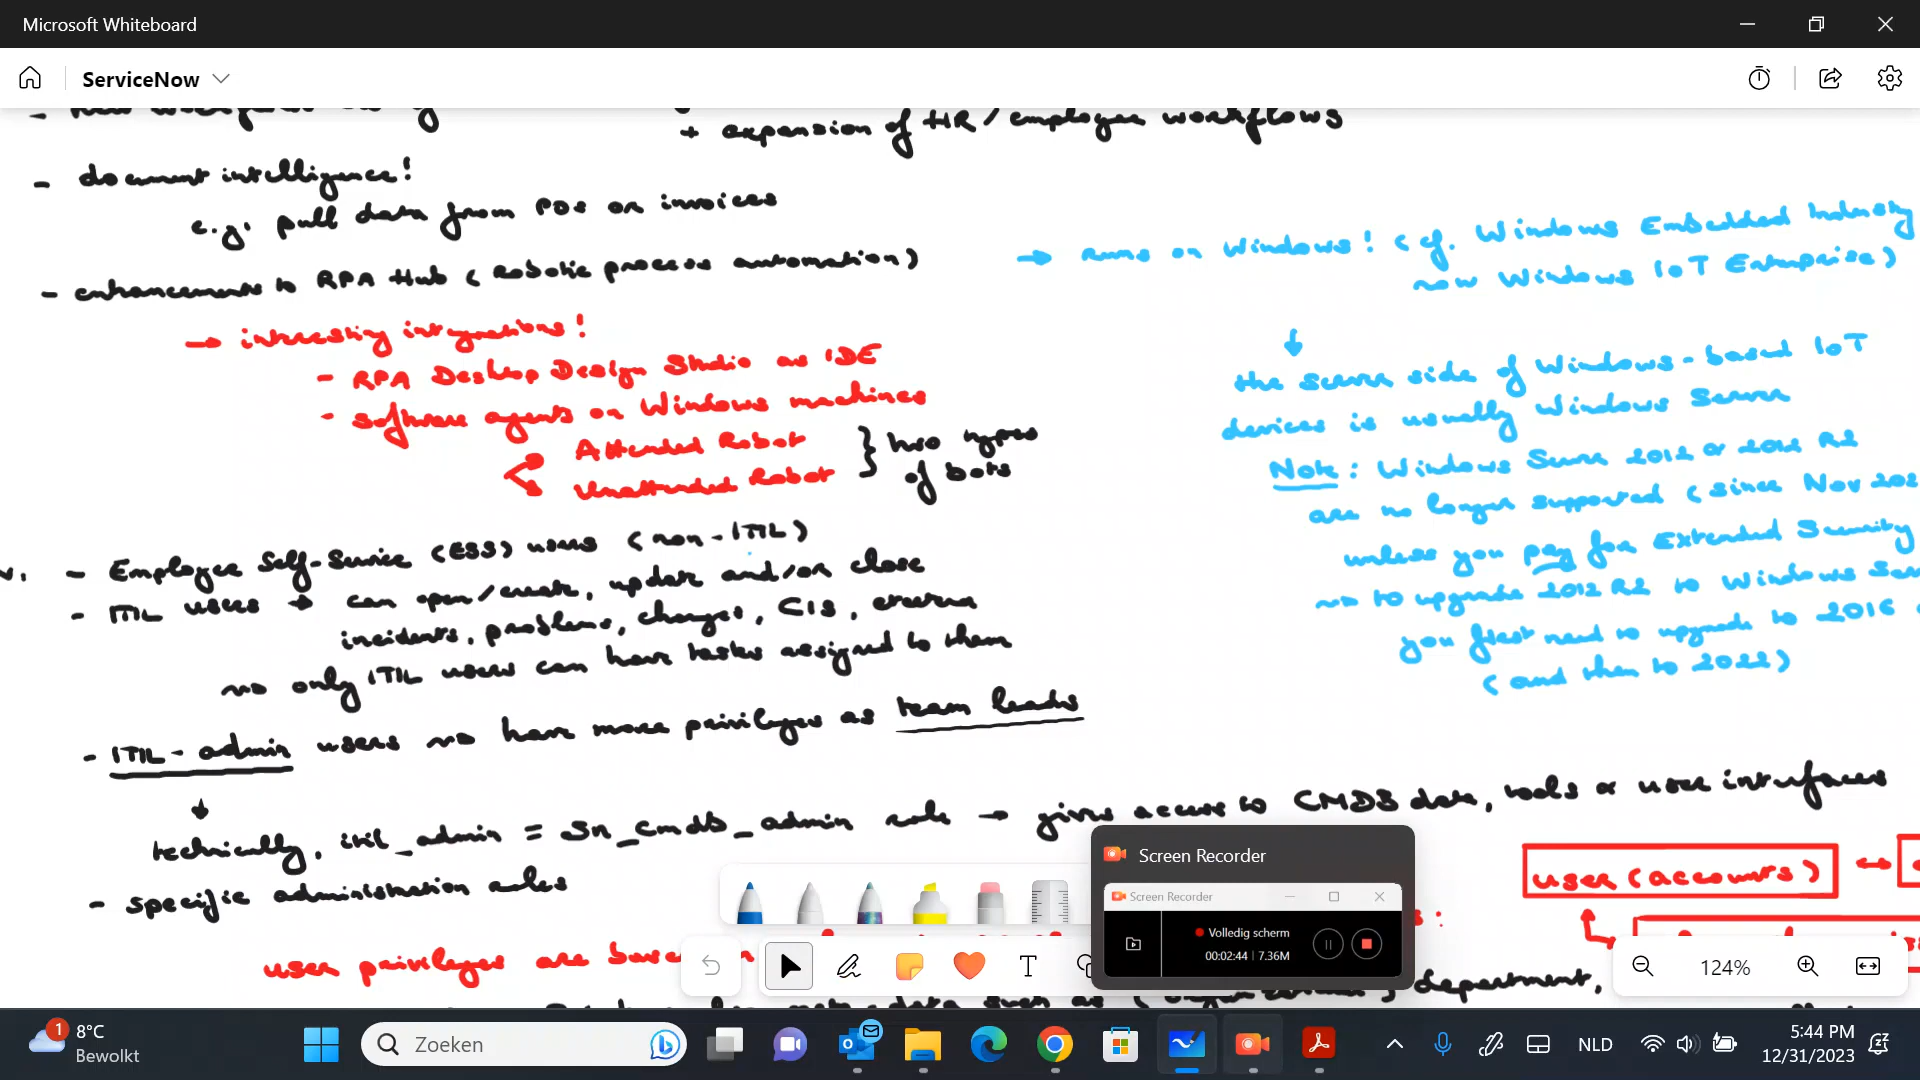 Microsoft Whiteboard
ServiceNow
+ expansion of HR / employee workflows
- document intelligence!
e.g. pull data from POs or invoices
- enhancements to RPA Hub ( Robotic process automation )
→ interesting integrations!
- RPA Desktop Design Studio as IDE
- software agents on Windows machines
Attended Robot
Unattended Robot
} two types
of bots
→ runs on Windows! ( cf. Windows Embedded Industry
now Windows IoT Enterprise )
↓
the server side of Windows-based IoT
devices is usually Windows Server
Note : Windows Server 2012 or 2012 R2
are no longer supported ( since Nov 202
unless you pay for Extended Security
to upgrade 2012 R2 to Windows Se
you first need to upgrade to 2016
( and then to 2022 )
- Employee Self-Service (ESS) users ( non-ITIL )
- ITIL users → can open/create, update and/or close
incidents, problems, changes, CIs, etcetera
only ITIL users can have tasks assigned to them
- ITIL-admin users have more privileges as team leads
↓
technically, itil_admin = sn_cmdb_admin role → gives access to CMDB data, tools & user interfaces
- specific administration roles
user (accounts) ↔
user privileges are base
department,
Screen Recorder
Screen Recorder
Volledig scherm
00:02:44 | 7.36M
T
124%
1
8°C
Bewolkt
Zoeken
NLD
5:44 PM
12/31/2023